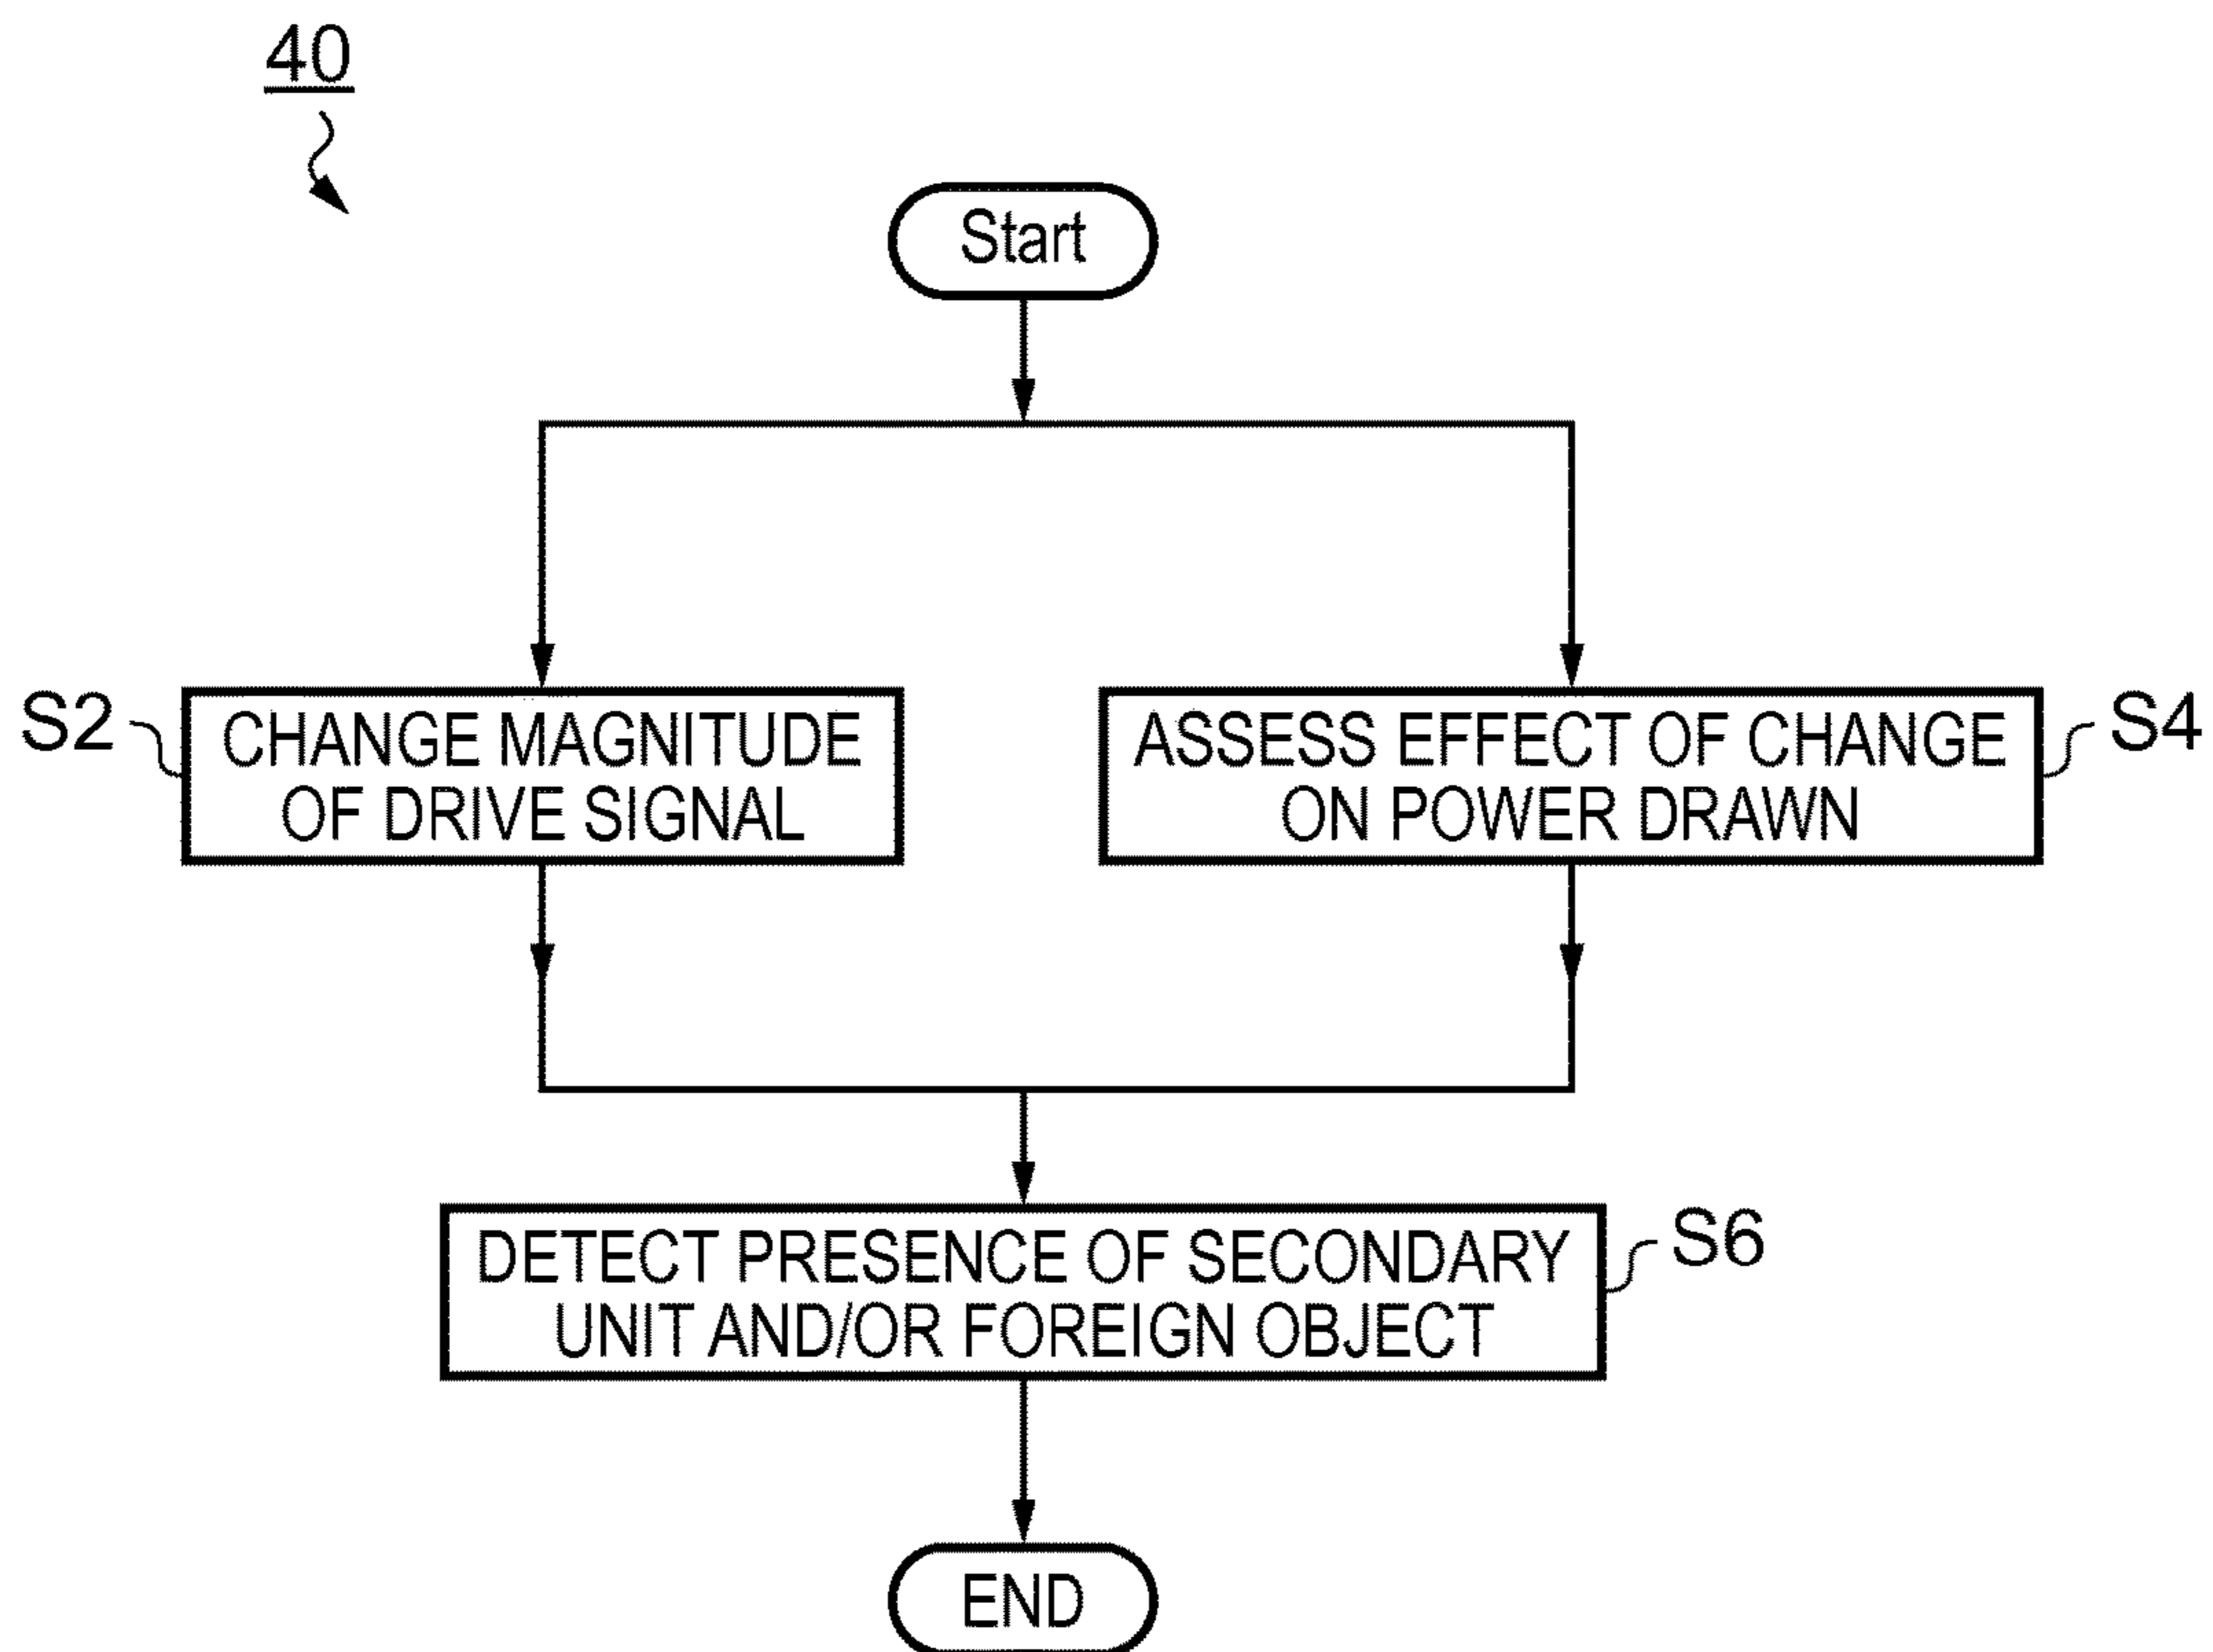 40
Start
S2
CHANGE MAGNITUDE
OF DRIVE SIGNAL
ASSESS EFFECT OF CHANGE
ON POWER DRAWN
S4
DETECT PRESENCE OF SECONDARY
UNIT AND/OR FOREIGN OBJECT
S6
END